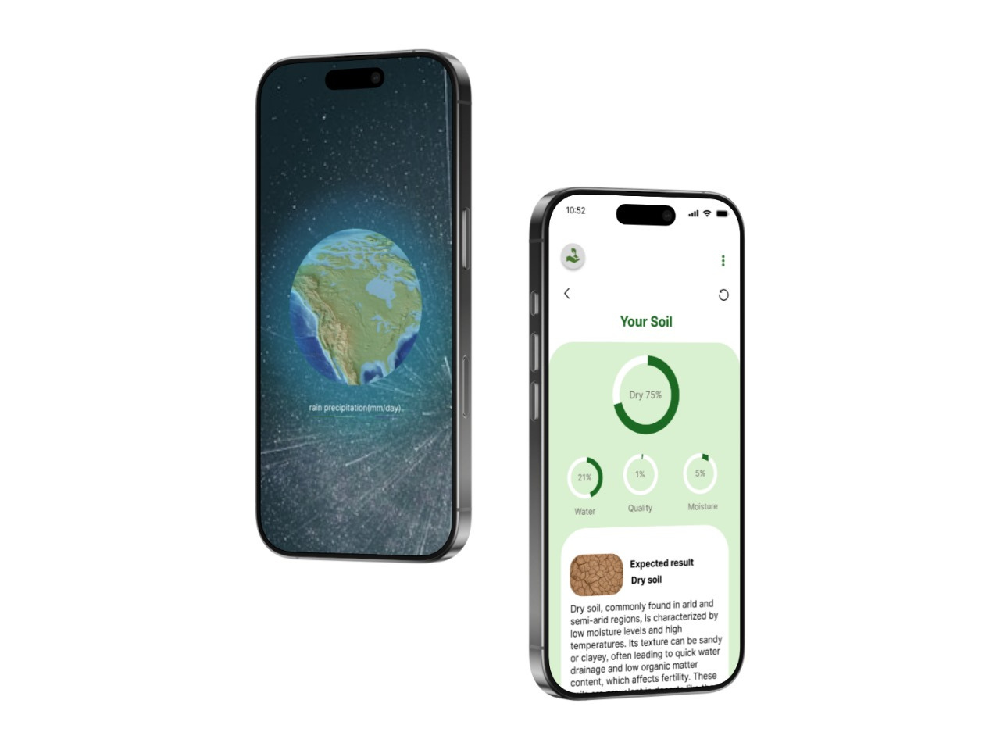 rain precipitation(mm/day).
10:52
Your Soil
Dry 75%
21%
1%
5%
Water
Quality
Moisture
Expected result
Dry soil
Dry soil, commonly found in arid and
semi-arid regions, is characterized by
low moisture levels and high
temperatures. Its texture can be sandy
or clayey, often leading to quick water
drainage and low organic matter
content, which affects fertility. These